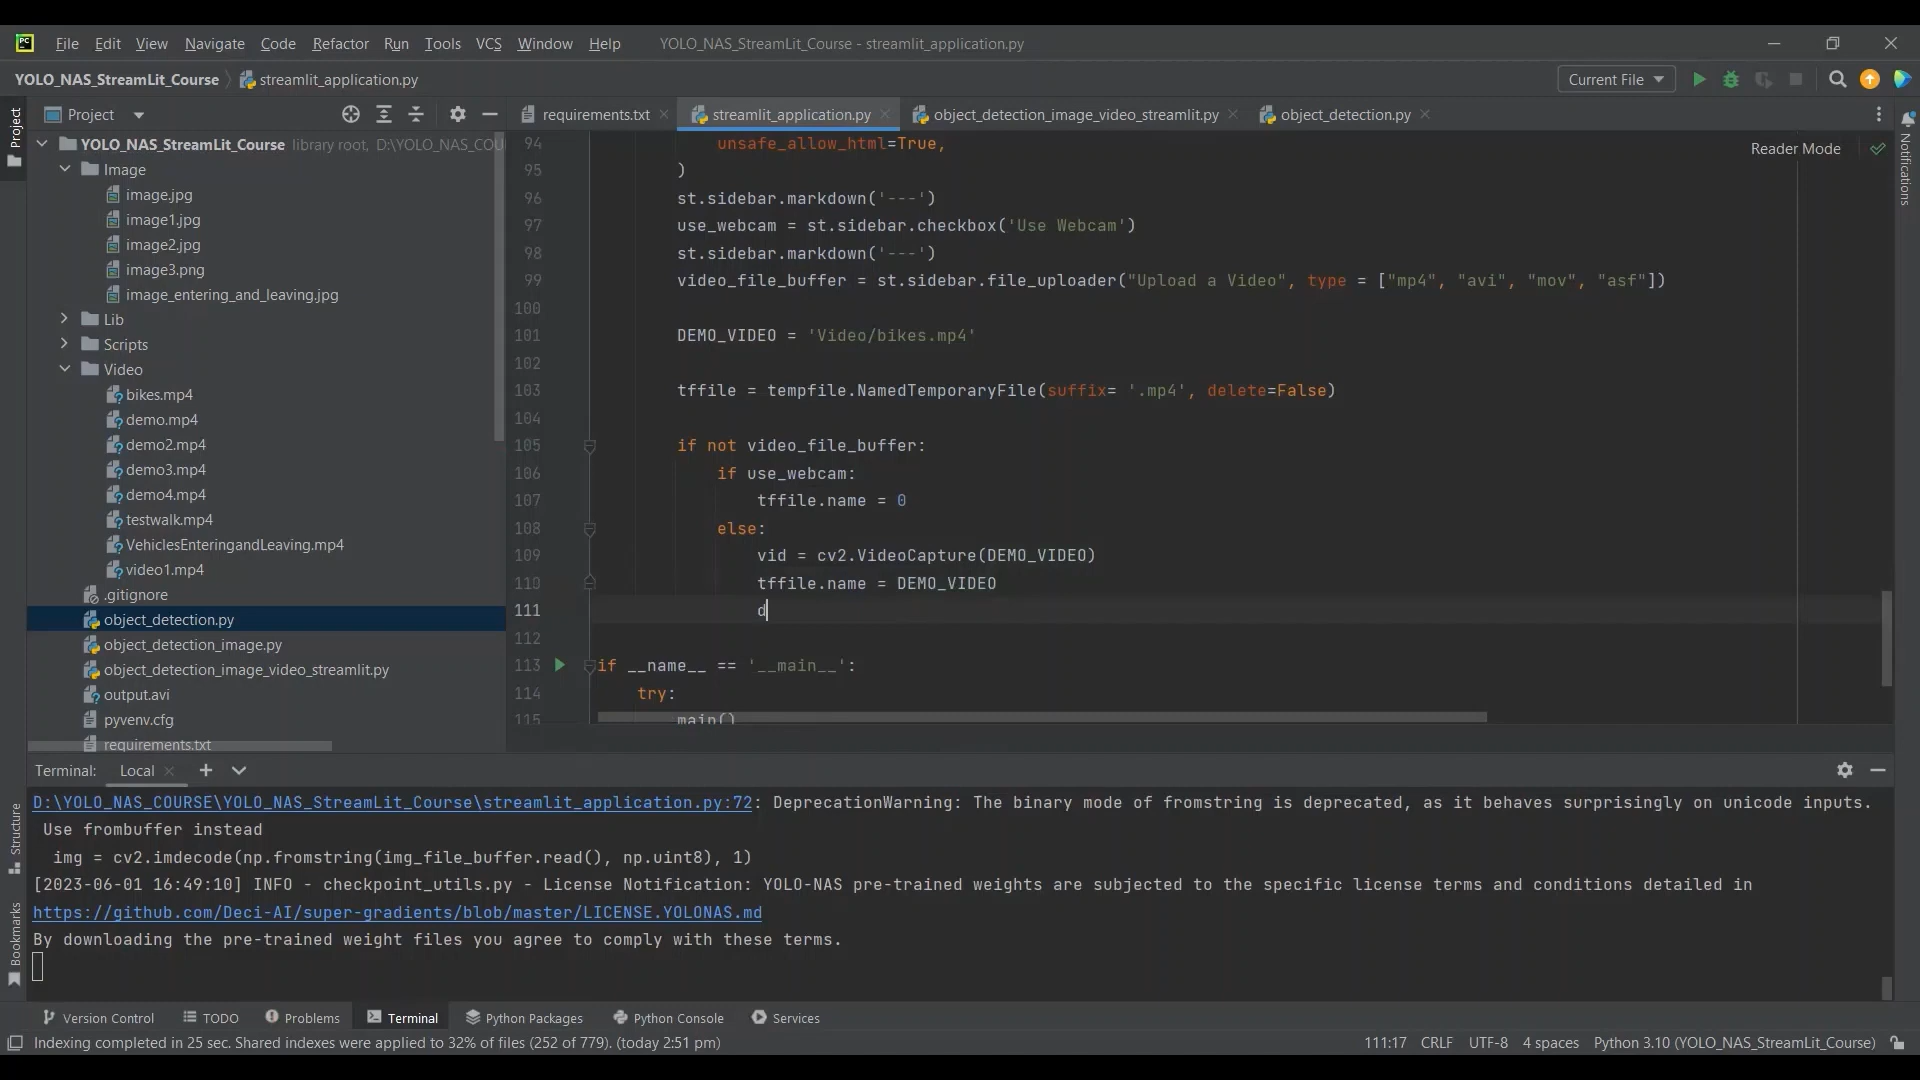 PC File Edit View Navigate Code Refactor Run Tools VCS Window Help YOLO_NAS_StreamLit_Course - streamlit_application.py
YOLO_NAS_StreamLit_Course streamlit_application.py Current File
Project requirements.txt streamlit_application.py object_detection_image_video_streamlit.py object_detection.py
Project
Notifications
Structure
Bookmarks
YOLO_NAS_StreamLit_Course library root, D:\YOLO_NAS_COU
Image
image.jpg
image1.jpg
image2.jpg
image3.png
image_entering_and_leaving.jpg
Lib
Scripts
Video
bikes.mp4
demo.mp4
demo2.mp4
demo3.mp4
demo4.mp4
testwalk.mp4
VehiclesEnteringandLeaving.mp4
video1.mp4
.gitignore
object_detection.py
object_detection_image.py
object_detection_image_video_streamlit.py
output.avi
pyvenv.cfg
requirements.txt
Reader Mode
94 unsafe_allow_html=True,
95 )
96 st.sidebar.markdown('---')
97 use_webcam = st.sidebar.checkbox('Use Webcam')
98 st.sidebar.markdown('---')
99 video_file_buffer = st.sidebar.file_uploader("Upload a Video", type = ["mp4", "avi", "mov", "asf"])
100
101 DEMO_VIDEO = 'Video/bikes.mp4'
102
103 tffile = tempfile.NamedTemporaryFile(suffix= '.mp4', delete=False)
104
105 if not video_file_buffer:
106 if use_webcam:
107 tffile.name = 0
108 else:
109 vid = cv2.VideoCapture(DEMO_VIDEO)
110 tffile.name = DEMO_VIDEO
111 d
112
113 if __name__ == '__main__':
114 try:
115 main()
Terminal: Local
D:\YOLO_NAS_COURSE\YOLO_NAS_StreamLit_Course\streamlit_application.py:72: DeprecationWarning: The binary mode of fromstring is deprecated, as it behaves surprisingly on unicode inputs.
Use frombuffer instead
img = cv2.imdecode(np.fromstring(img_file_buffer.read(), np.uint8), 1)
[2023-06-01 16:49:10] INFO - checkpoint_utils.py - License Notification: YOLO-NAS pre-trained weights are subjected to the specific license terms and conditions detailed in
https://github.com/Deci-AI/super-gradients/blob/master/LICENSE.YOLONAS.md
By downloading the pre-trained weight files you agree to comply with these terms.
Version Control TODO Problems Terminal Python Packages Python Console Services
Indexing completed in 25 sec. Shared indexes were applied to 32% of files (252 of 779). (today 2:51 pm) 111:17 CRLF UTF-8 4 spaces Python 3.10 (YOLO_NAS_StreamLit_Course)